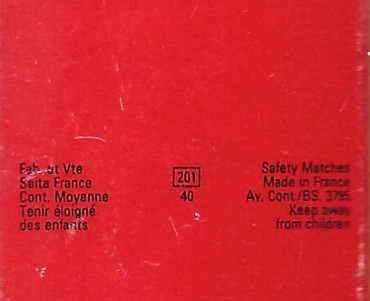 Fab. et Vte
Seita France
Cont. Moyenne
Tenir éloigné
des enfants
201
40
Safety Matches
Made in France
Av. Cont./BS. 3795
Keep away
from children